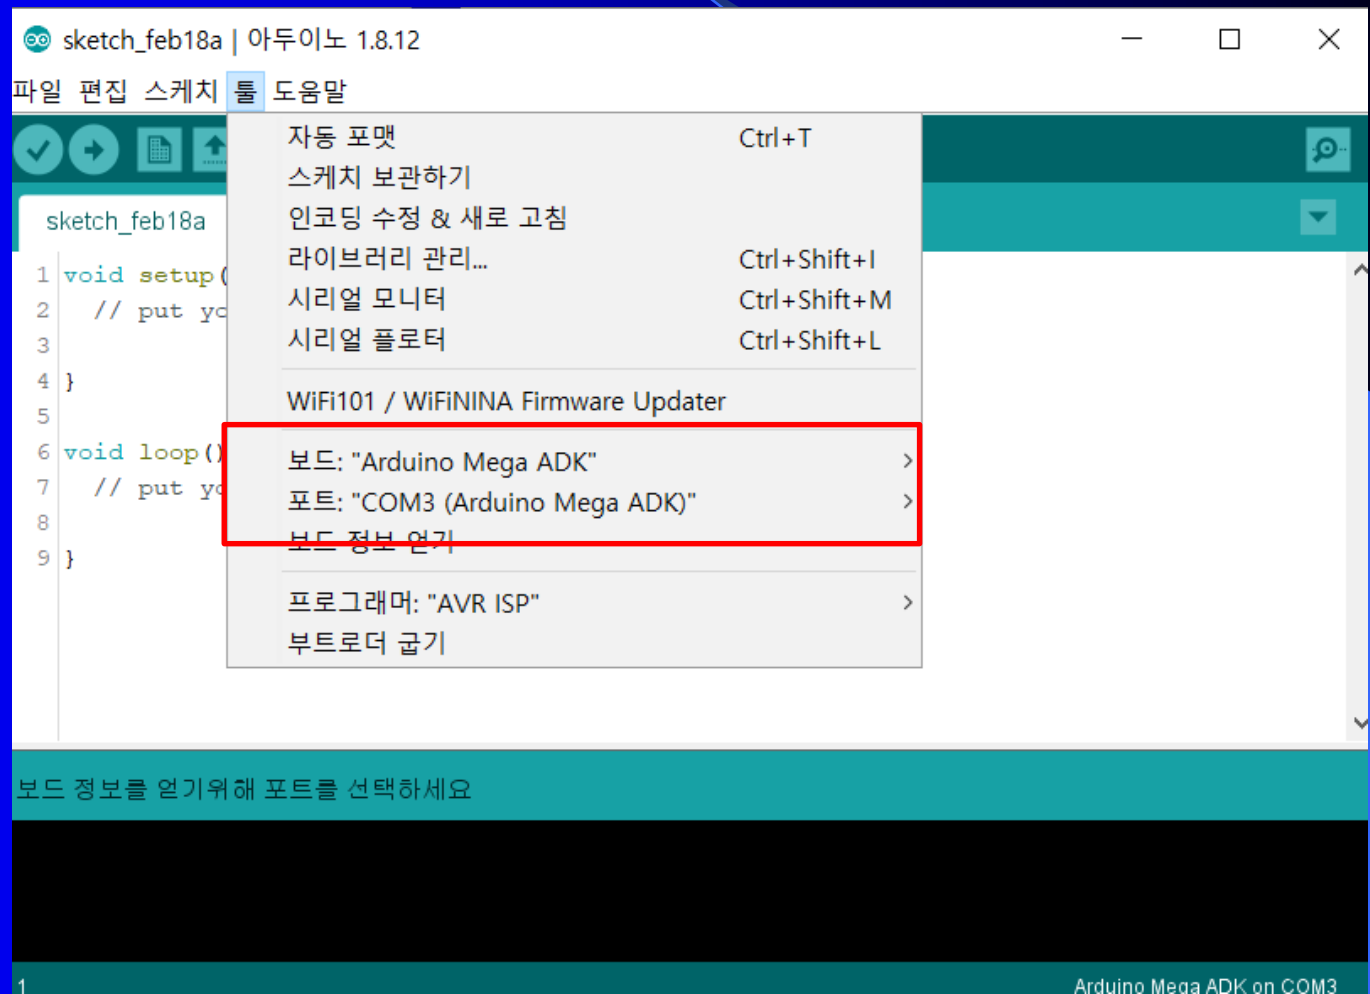 sketch_feb18a | 아두이노 1.8.12
파일 편집 스케치 툴 도움말
자동 포맷 Ctrl+T
스케치 보관하기
인코딩 수정 & 새로 고침
라이브러리 관리... Ctrl+Shift+I
시리얼 모니터 Ctrl+Shift+M
시리얼 플로터 Ctrl+Shift+L
WiFi101 / WiFiNINA Firmware Updater
보드: "Arduino Mega ADK"
포트: "COM3 (Arduino Mega ADK)"
보드 정보 얻기
프로그래머: "AVR ISP"
부트로더 굽기
sketch_feb18a
1 void setup(
2 // put yo
3
4 }
5
6 void loop()
7 // put yo
8
9 }
보드 정보를 얻기위해 포트를 선택하세요
1 Arduino Mega ADK on COM3